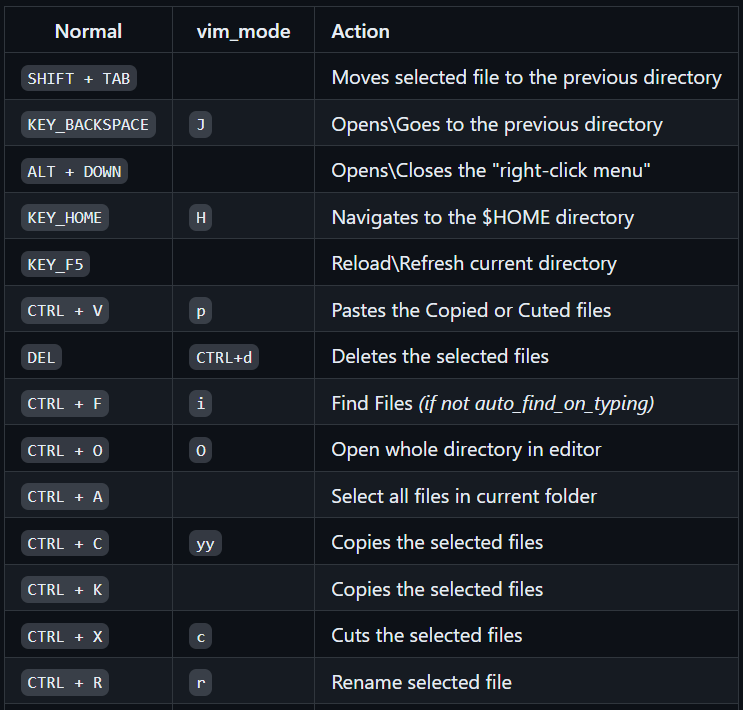 Normal vim_mode Action
SHIFT + TAB Moves selected file to the previous directory
KEY_BACKSPACE J Opens\Goes to the previous directory
ALT + DOWN Opens\Closes the "right-click menu"
KEY_HOME H Navigates to the $HOME directory
KEY_F5 Reload\Refresh current directory
CTRL + V p Pastes the Copied or Cuted files
DEL CTRL+d Deletes the selected files
CTRL + F i Find Files (if not auto_find_on_typing)
CTRL + O O Open whole directory in editor
CTRL + A Select all files in current folder
CTRL + C yy Copies the selected files
CTRL + K Copies the selected files
CTRL + X c Cuts the selected files
CTRL + R r Rename selected file